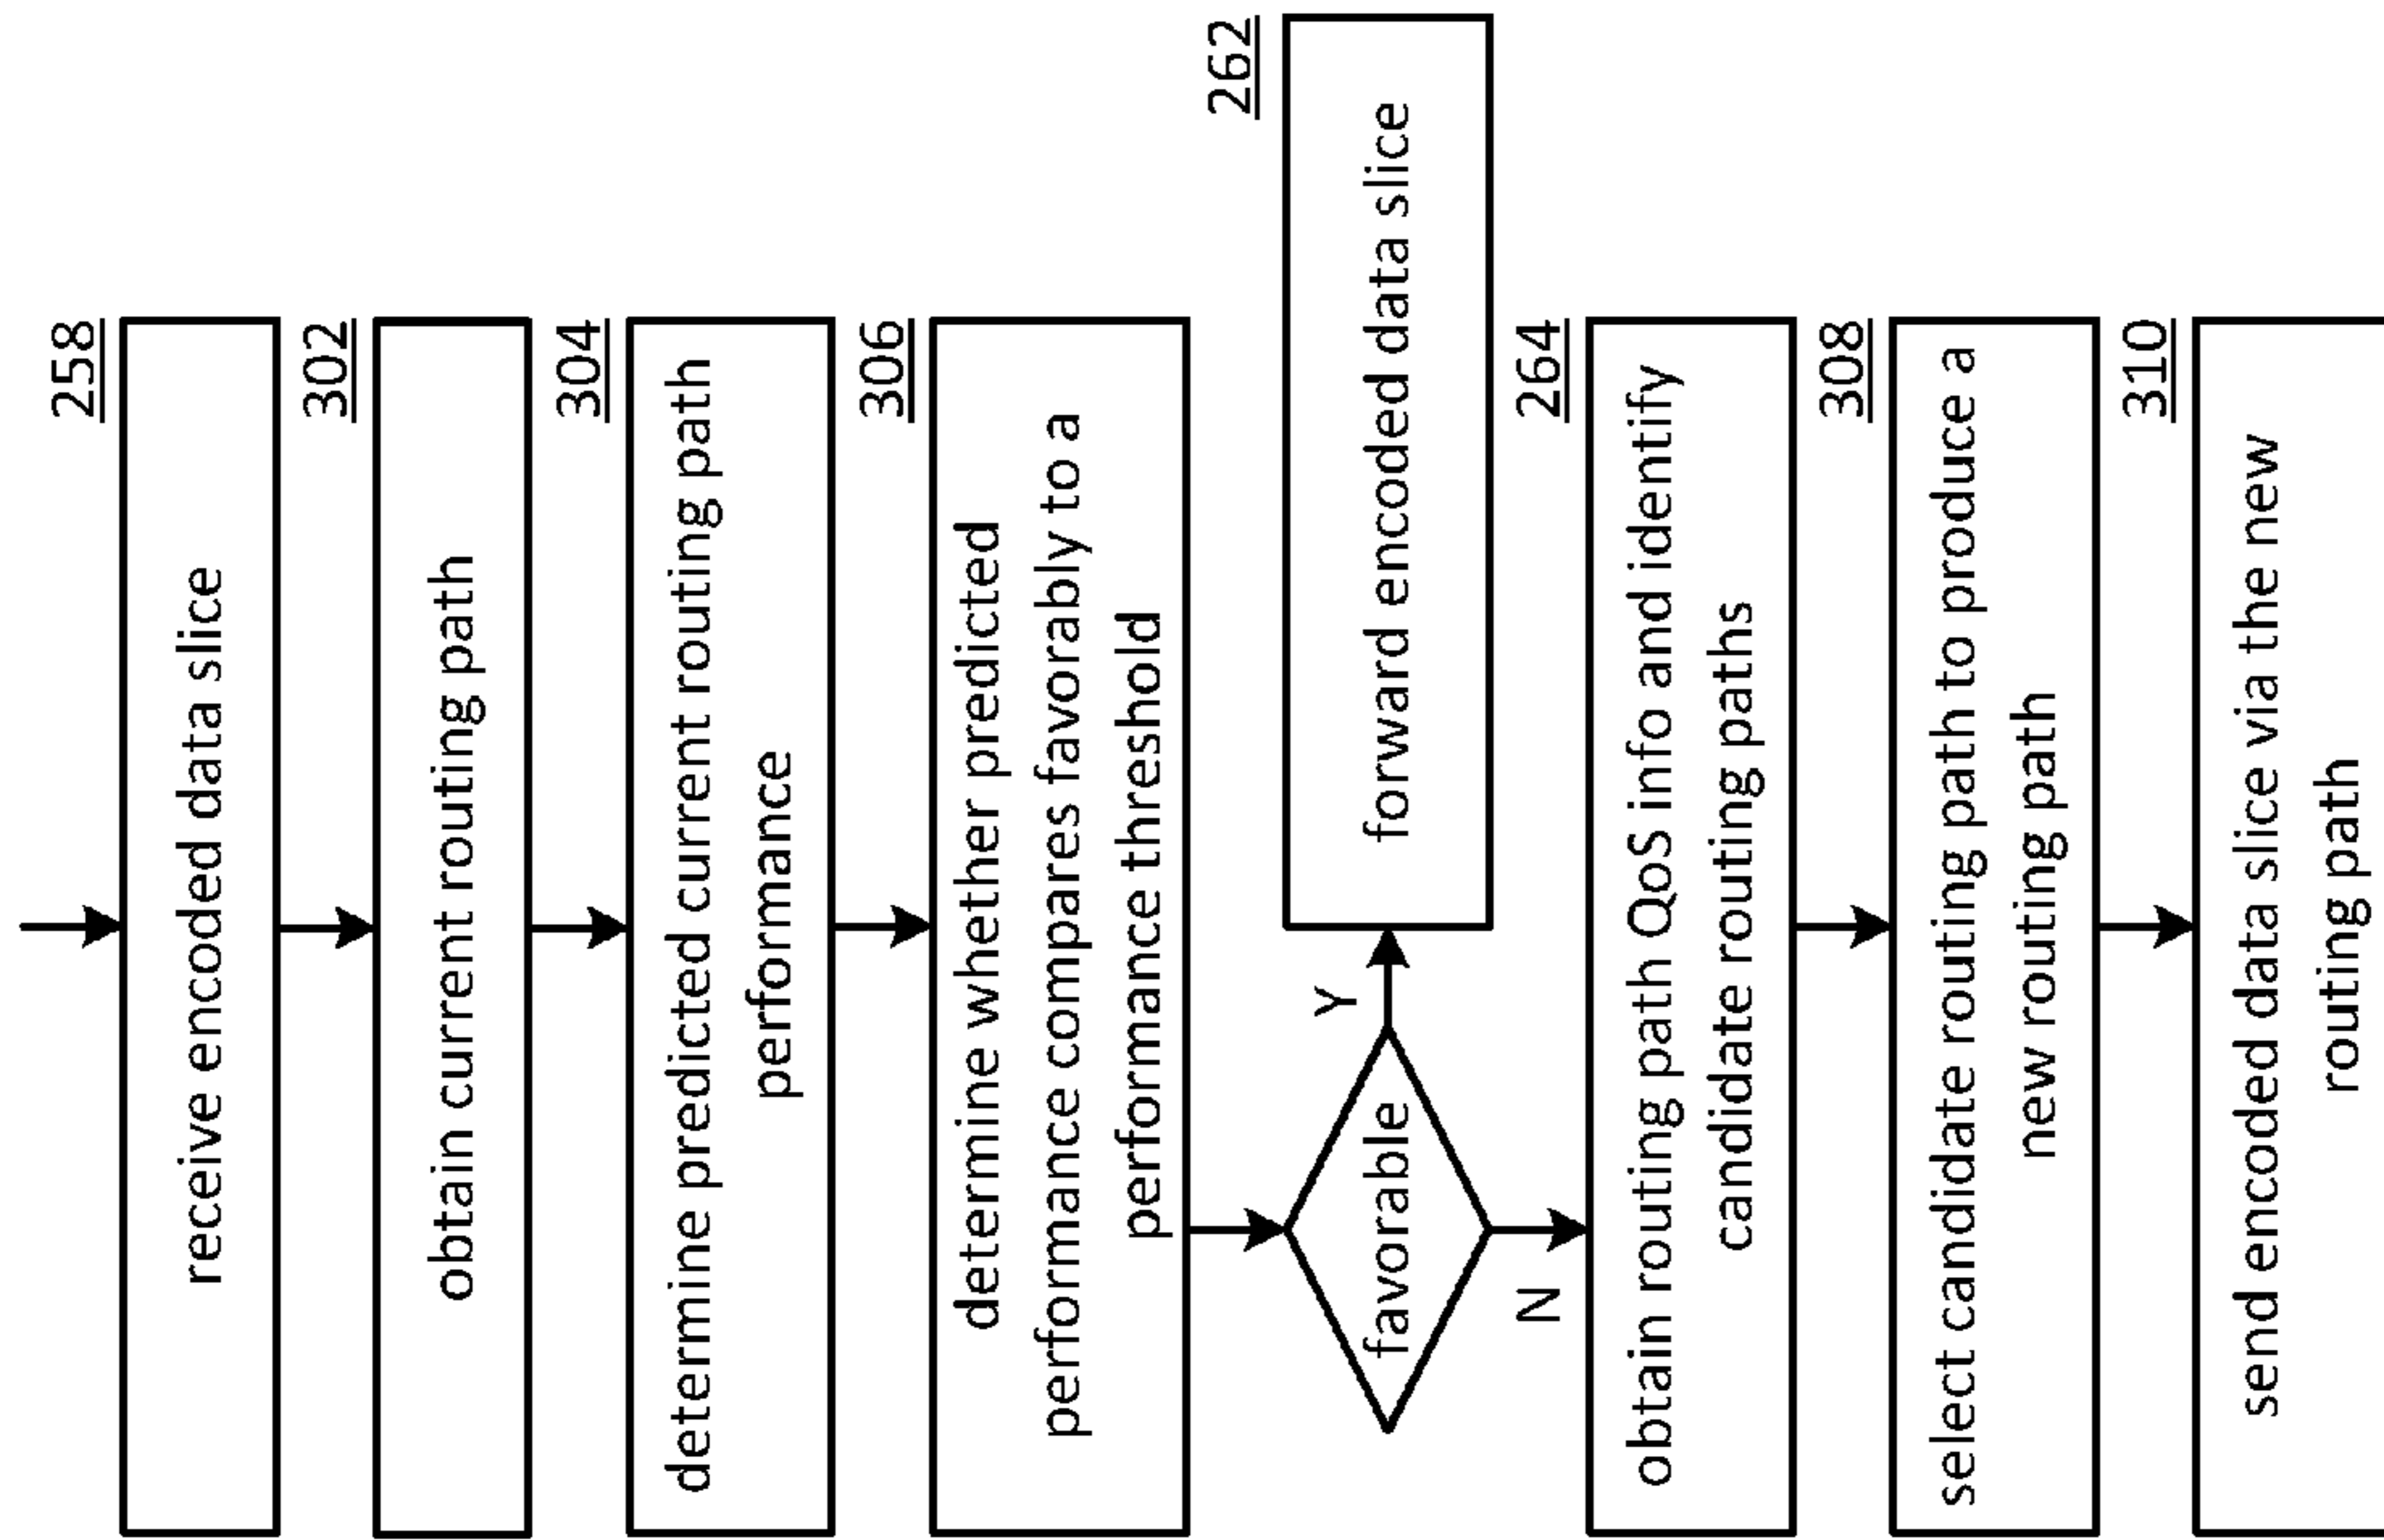 258
receive encoded data slice
302
obtain current routing path
304
determine predicted current routing path
performance
306
determine whether predicted
performance compares favorably to a
performance threshold
favorable
Y
262
forward encoded data slice
N
264
obtain routing path QoS info and identify
candidate routing paths
308
select candidate routing path to produce a
new routing path
310
send encoded data slice via the new
routing path